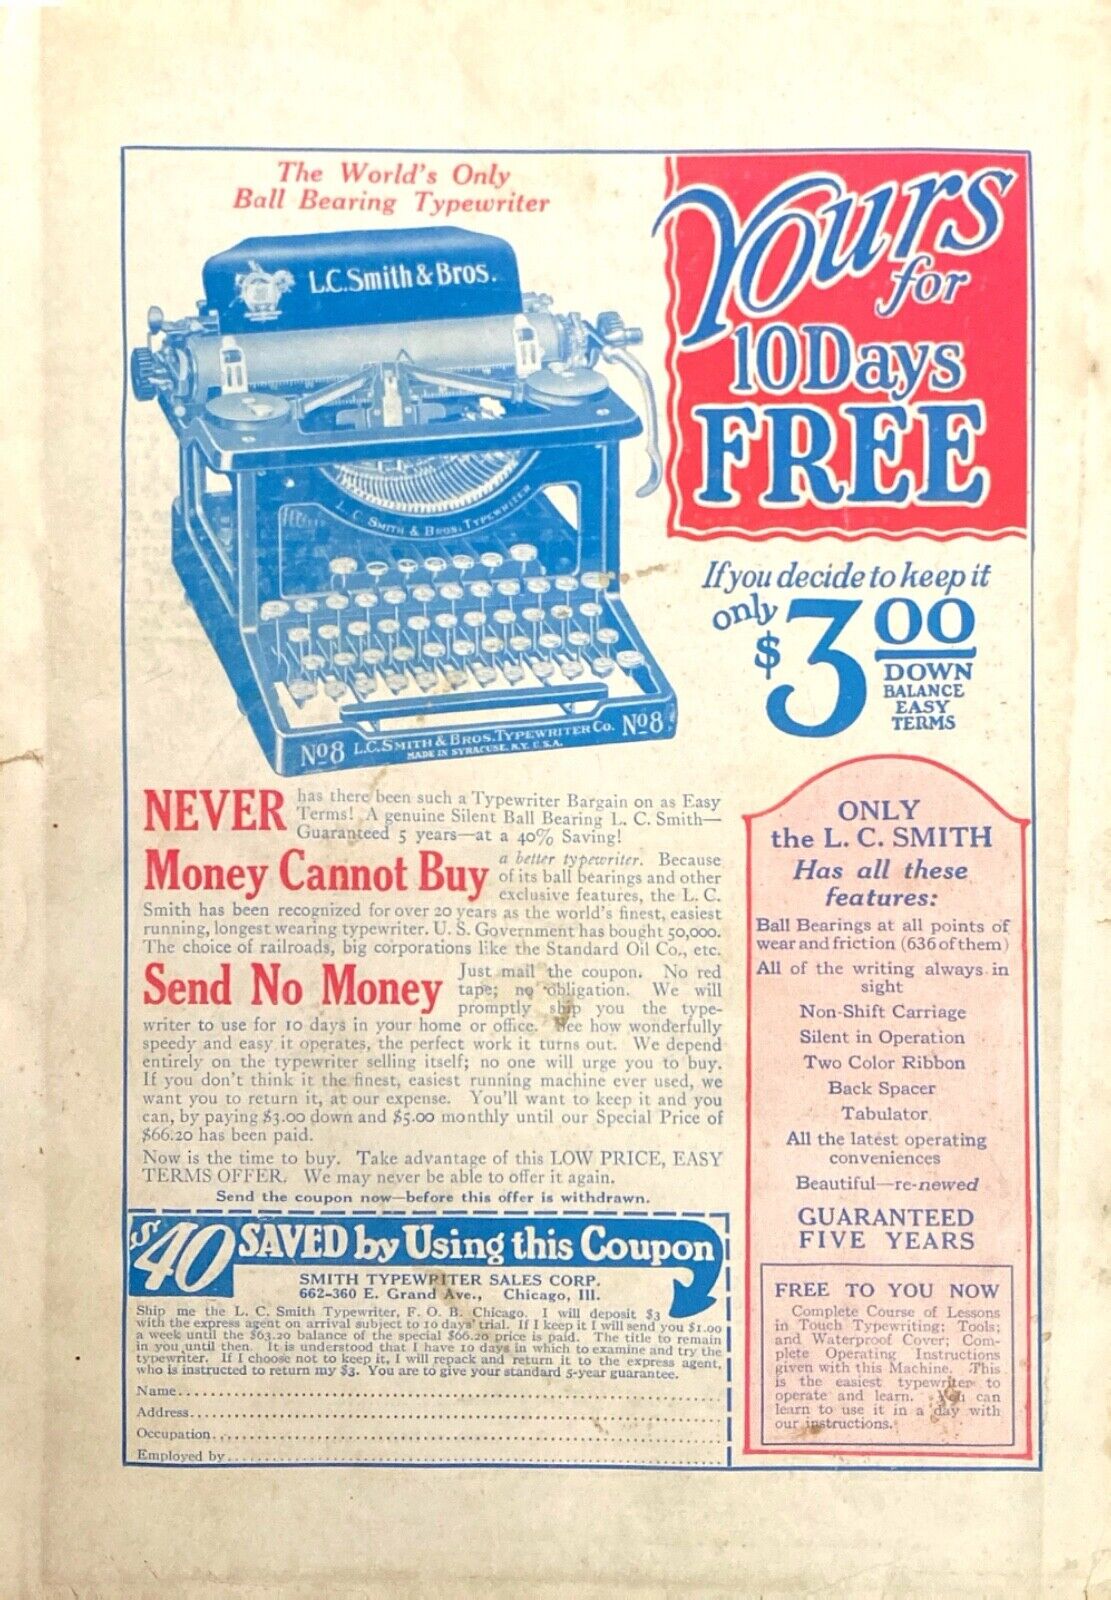 The World's Only
Ball Bearing Typewriter
L.C.Smith & Bros.
L. C. SMITH & BROS. TYPEWRITER
No 8 L.C. SMITH & BROS. TYPEWRITER CO. No 8
MADE IN SYRACUSE, N.Y. U.S.A.
Yours
for
10 Days
FREE
If you decide to keep it
only
$3.00
DOWN
BALANCE
EASY
TERMS
NEVER has there been such a Typewriter Bargain on as Easy
Terms! A genuine Silent Ball Bearing L. C. Smith—
Guaranteed 5 years—at a 40% Saving!
Money Cannot Buy a better typewriter. Because
of its ball bearings and other
exclusive features, the L. C.
Smith has been recognized for over 20 years as the world's finest, easiest
running, longest wearing typewriter. U. S. Government has bought 50,000.
The choice of railroads, big corporations like the Standard Oil Co., etc.
Send No Money Just mail the coupon. No red
tape; no obligation. We will
promptly ship you the type-
writer to use for 10 days in your home or office. See how wonderfully
speedy and easy it operates, the perfect work it turns out. We depend
entirely on the typewriter selling itself; no one will urge you to buy.
If you don't think it the finest, easiest running machine ever used, we
want you to return it, at our expense. You'll want to keep it and you
can, by paying $3.00 down and $5.00 monthly until our Special Price of
$66.20 has been paid.
Now is the time to buy. Take advantage of this LOW PRICE, EASY
TERMS OFFER. We may never be able to offer it again.
Send the coupon now—before this offer is withdrawn.
$40 SAVED by Using this Coupon
SMITH TYPEWRITER SALES CORP.
662-360 E. Grand Ave., Chicago, Ill.
Ship me the L. C. Smith Typewriter, F. O. B. Chicago. I will deposit $3
with the express agent on arrival subject to 10 days' trial. If I keep it I will send you $1.00
a week until the $63.20 balance of the special $66.20 price is paid. The title to remain
in you until then. It is understood that I have 10 days in which to examine and try the
typewriter. If I choose not to keep it, I will repack and return it to the express agent,
who is instructed to return my $3. You are to give your standard 5-year guarantee.
Name
Address
Occupation
Employed by
ONLY
the L. C. SMITH
Has all these
features:
Ball Bearings at all points of
wear and friction (636 of them)
All of the writing always in
sight
Non-Shift Carriage
Silent in Operation
Two Color Ribbon
Back Spacer
Tabulator
All the latest operating
conveniences
Beautiful—re-newed
GUARANTEED
FIVE YEARS
FREE TO YOU NOW
Complete Course of Lessons
in Touch Typewriting; Tools;
and Waterproof Cover; Com-
plete Operating Instructions
given with this Machine. This
is the easiest typewriter to
operate and learn. You can
learn to use it in a day with
our instructions.